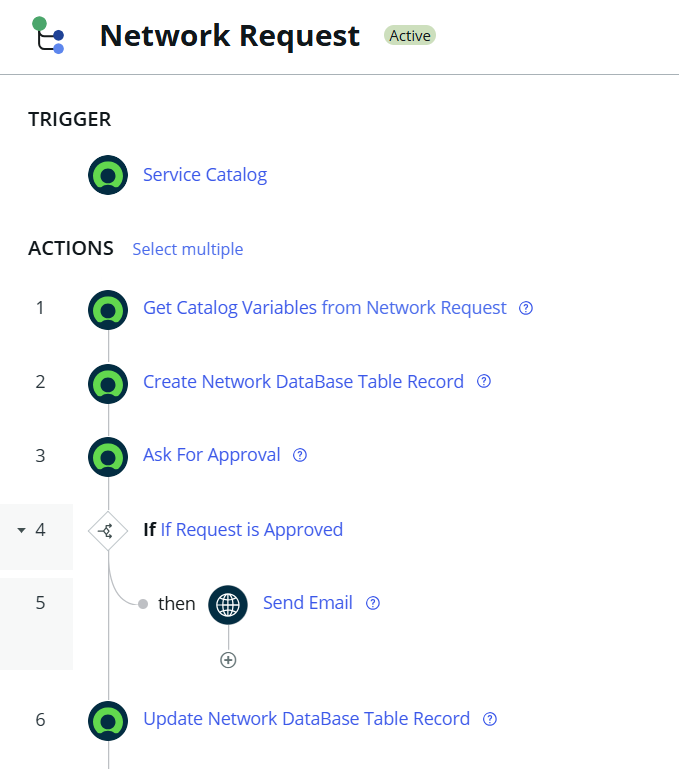 Network Request Active
TRIGGER
Service Catalog
ACTIONS Select multiple
1 Get Catalog Variables from Network Request
2 Create Network DataBase Table Record
3 Ask For Approval
4 If If Request is Approved
5 then Send Email
6 Update Network DataBase Table Record